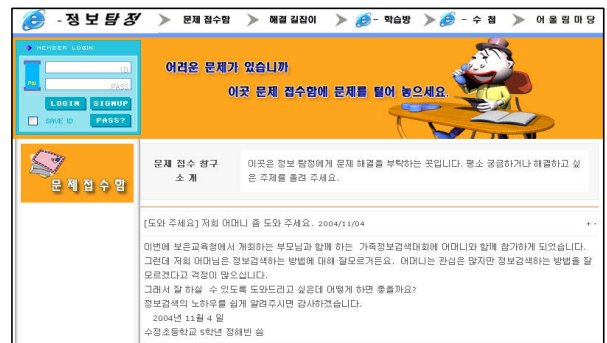 - 정보탐정 > 문제 접수함 > 해결 길잡이 > - 학습방 > - 수 첩 > 어 울 림 마 당
MEMBER LOGIN
ID
PASS
LOGIN SIGNUP
SAVE ID PASS?
어려운 문제가 있습니까
이곳 문제 접수함에 문제를 털어 놓으세요.
문제접수함
문제 접수 창구
소 개
이곳은 정보 탐정에게 문제 해결을 부탁하는 곳입니다. 평소 궁금하거나 해결하고 싶
은 주제를 올려 주세요.
[도와 주세요] 저희 어머니 좀 도와 주세요. 2004/11/04 + -
이번에 보은교육청에서 개최하는 부모님과 함께 하는 가족정보검색대회에 어머니와 함께 참가하게 되었습니다.
그런데 저희 어머님은 정보검색하는 방법에 대해 잘모르거든요. 어머니는 관심은 많지만 정보검색하는 방법을 잘
모르겠다고 걱정이 많으십니다.
그래서 잘 하실 수 있도록 도와드리고 싶은데 어떻게 하면 좋을까요?
정보검색의 노하우를 쉽게 알려주시면 감사하겠습니다.
2004년 11월 4 일
수정초등학교 5학년 정해빈 씀